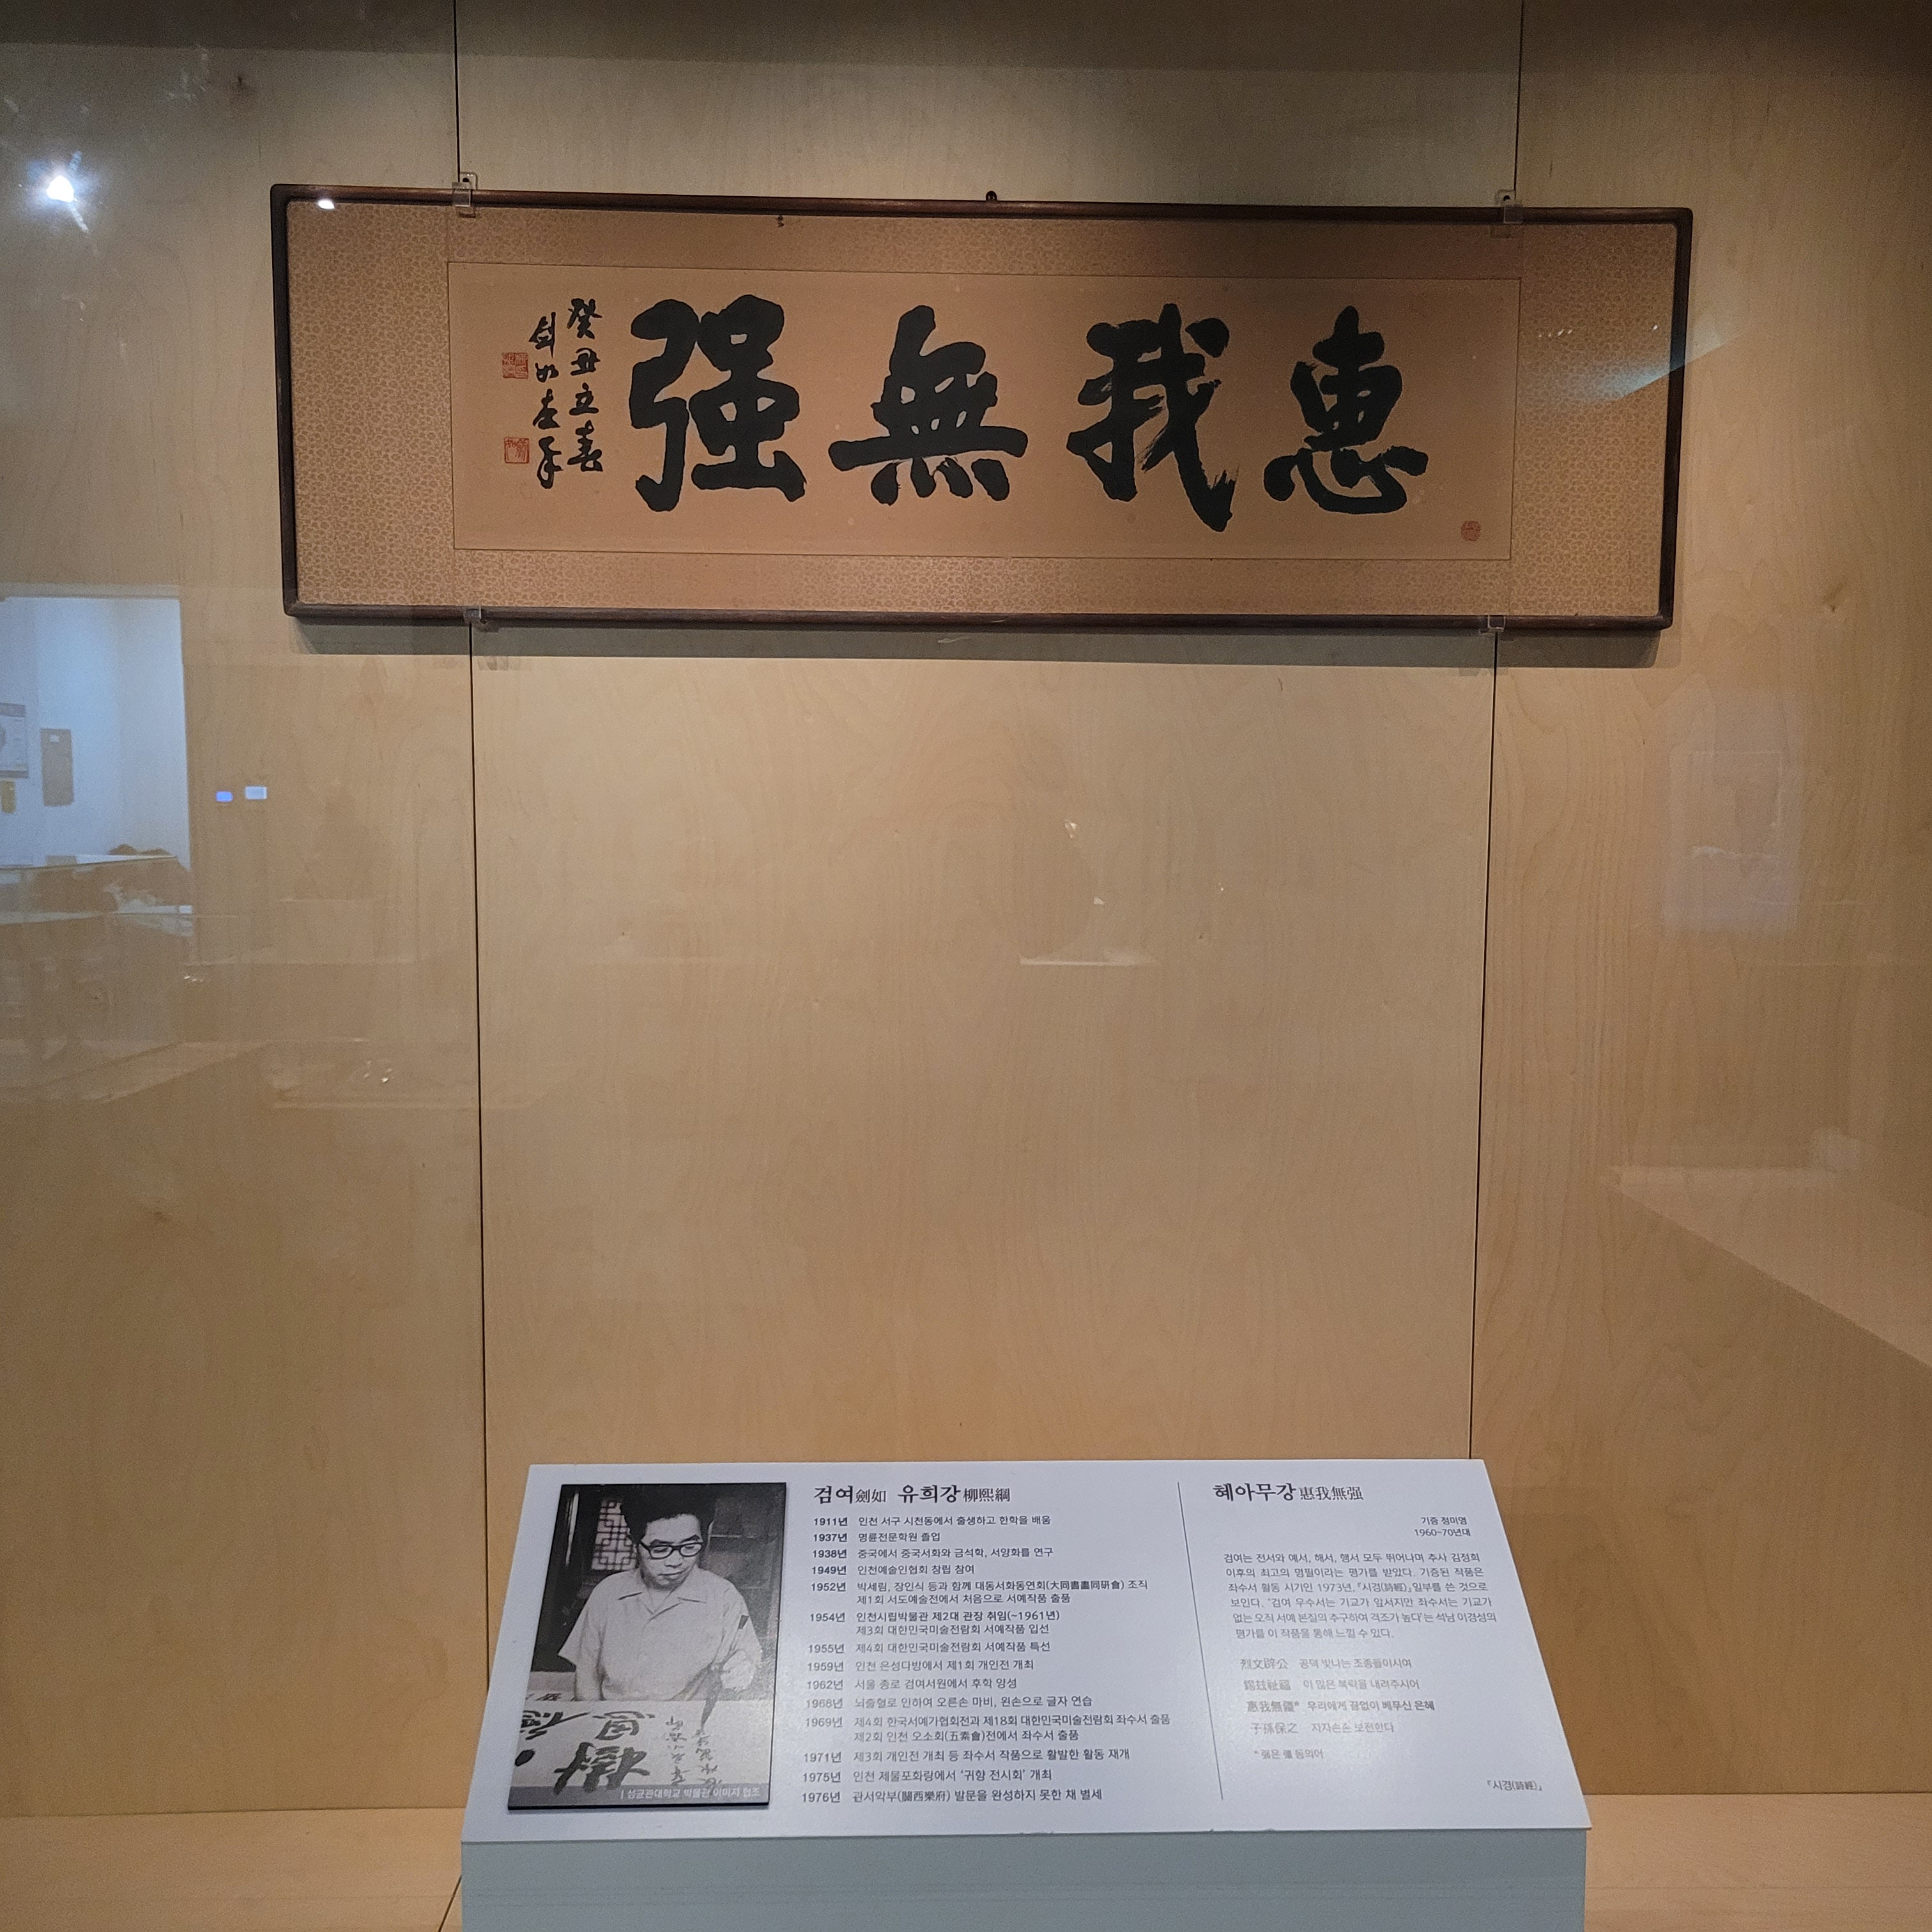 惠我無强
癸丑立春
劍如左手
검여劍如 유희강柳熙綱
1911년 인천 서구 시천동에서 출생하고 한학을 배움
1937년 명륜전문학원 졸업
1938년 중국에서 중국서화와 금석학, 서양화를 연구
1949년 인천예술인협회 창립 참여
1952년 박세림, 장인식 등과 함께 대동서화동연회(大同書畫同硏會) 조직
제1회 서도예술전에서 처음으로 서예작품 출품
1954년 인천시립박물관 제2대 관장 취임(~1961년)
제3회 대한민국미술전람회 서예작품 입선
1955년 제4회 대한민국미술전람회 서예작품 특선
1959년 인천 은성다방에서 제1회 개인전 개최
1962년 서울 종로 검여서원에서 후학 양성
1968년 뇌출혈로 인하여 오른손 마비, 왼손으로 글자 연습
1969년 제4회 한국서예가협회전과 제18회 대한민국미술전람회 좌수서 출품
제2회 인천 오소회(五素會)전에서 좌수서 출품
1971년 제3회 개인전 개최 등 좌수서 작품으로 활발한 활동 재개
1975년 인천 제물포화랑에서 '귀향 전시회' 개최
1976년 관서악부(關西樂府) 발문을 완성하지 못한 채 별세
| 성균관대학교 박물관 이미지 협조
혜아무강惠我無强
기증 정미영
1960~70년대
검여는 전서와 예서, 해서, 행서 모두 뛰어나며 추사 김정희
이후의 최고의 명필이라는 평가를 받았다. 기증된 작품은
좌수서 활동 시기인 1973년, 『시경(詩經)』 일부를 쓴 것으로
보인다. '검여 우수서는 기교가 앞서지만 좌수서는 기교가
없는 오직 서예 본질의 추구하여 격조가 높다'는 석남 이경성의
평가를 이 작품을 통해 느낄 수 있다.
烈文辟公 공덕 빛나는 조종들이시여
錫玆祉福 이 많은 복락을 내려주시어
惠我無疆* 우리에게 끝없이 베푸신 은혜
子孫保之 자자손손 보전한다
* 强은 疆 동의어
『시경(詩經)』